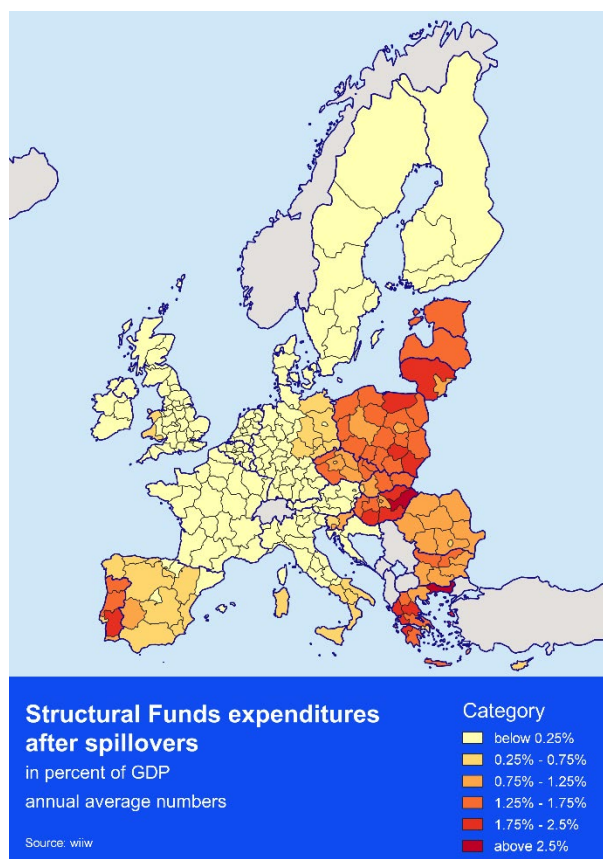 Structural Funds expenditures
after spillovers
in percent of GDP
annual average numbers
Source: wiiw
Category
below 0.25%
0.25% - 0.75%
0.75% - 1.25%
1.25% - 1.75%
1.75% - 2.5%
above 2.5%